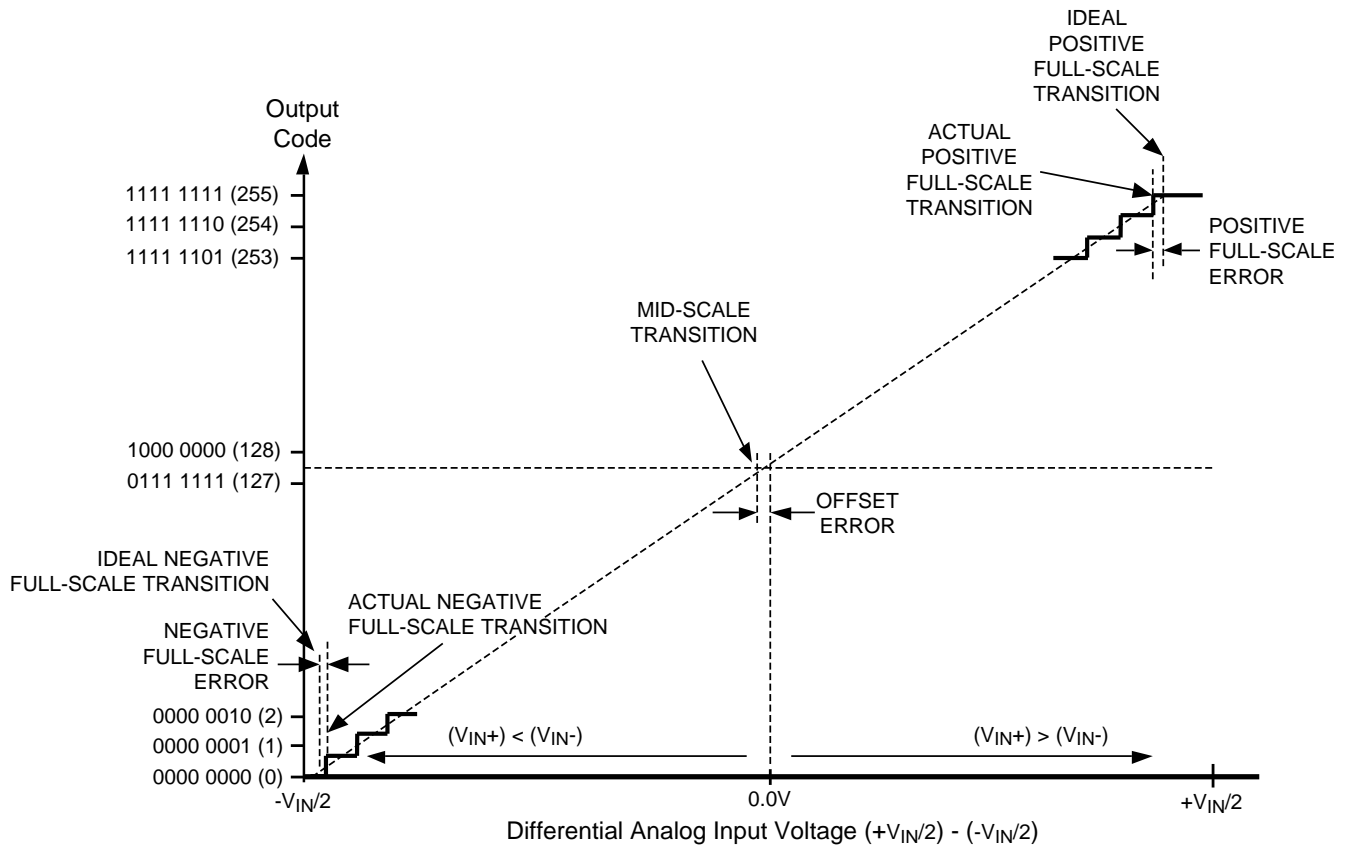 IDEAL
POSITIVE
FULL-SCALE
TRANSITION
Output
Code
ACTUAL
POSITIVE
FULL-SCALE
TRANSITION
1111 1111 (255)
1111 1110 (254)
1111 1101 (253)
POSITIVE
FULL-SCALE
ERROR
MID-SCALE
TRANSITION
1000 0000 (128)
0111 1111 (127)
OFFSET
ERROR
IDEAL NEGATIVE
FULL-SCALE TRANSITION
ACTUAL NEGATIVE
FULL-SCALE TRANSITION
NEGATIVE
FULL-SCALE
ERROR
0000 0010 (2)
0000 0001 (1)
0000 0000 (0)
(VIN+) < (VIN-)
(VIN+) > (VIN-)
-VIN/2
0.0V
+VIN/2
Differential Analog Input Voltage (+VIN/2) - (-VIN/2)